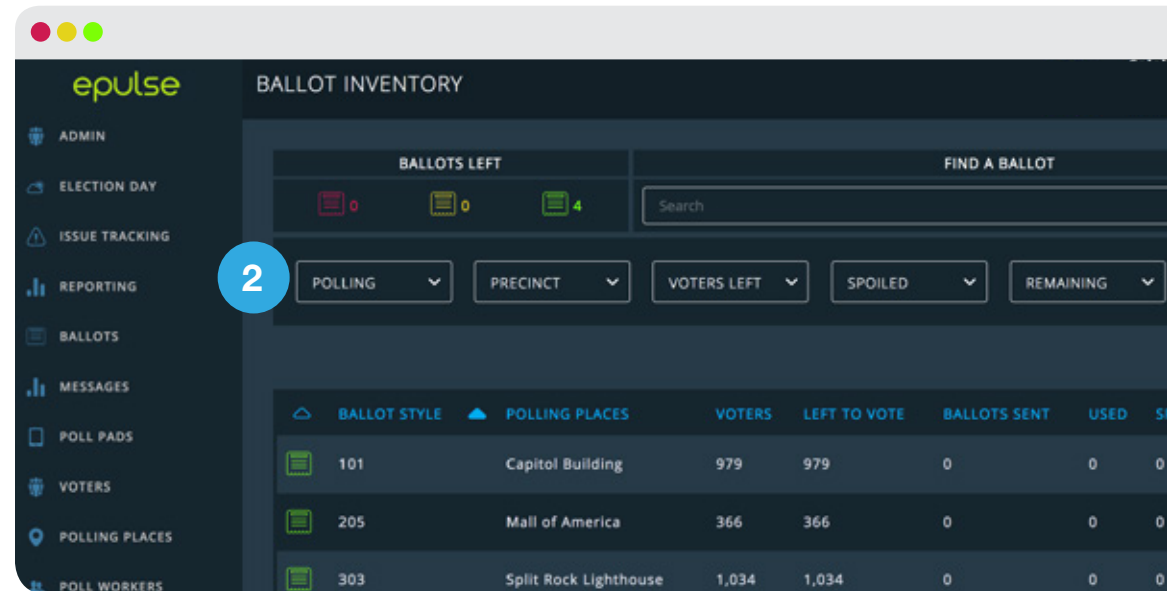 epulse
BALLOT INVENTORY
ADMIN
ELECTION DAY
ISSUE TRACKING
REPORTING
BALLOTS
MESSAGES
POLL PADS
VOTERS
POLLING PLACES
POLL WORKERS
BALLOTS LEFT FIND A BALLOT
0 0 4 Search
2 POLLING PRECINCT VOTERS LEFT SPOILED REMAINING
BALLOT STYLE POLLING PLACES VOTERS LEFT TO VOTE BALLOTS SENT USED
101 Capitol Building 979 979 0 0 0
205 Mall of America 366 366 0 0 0
303 Split Rock Lighthouse 1,034 1,034 0 0 0